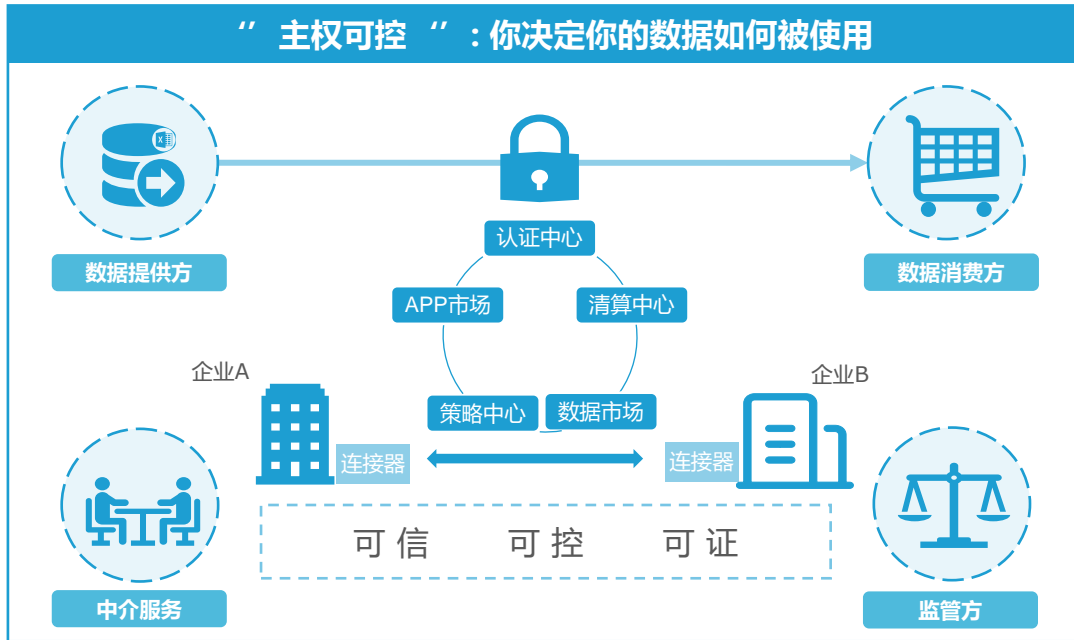 ‘’ 主权可控 ‘’ : 你决定你的数据如何被使用
认证中心
数据提供方
数据消费方
APP市场
清算中心
企业A
企业B
策略中心
数据市场
连接器
连接器
可信 可控 可证
中介服务
监管方